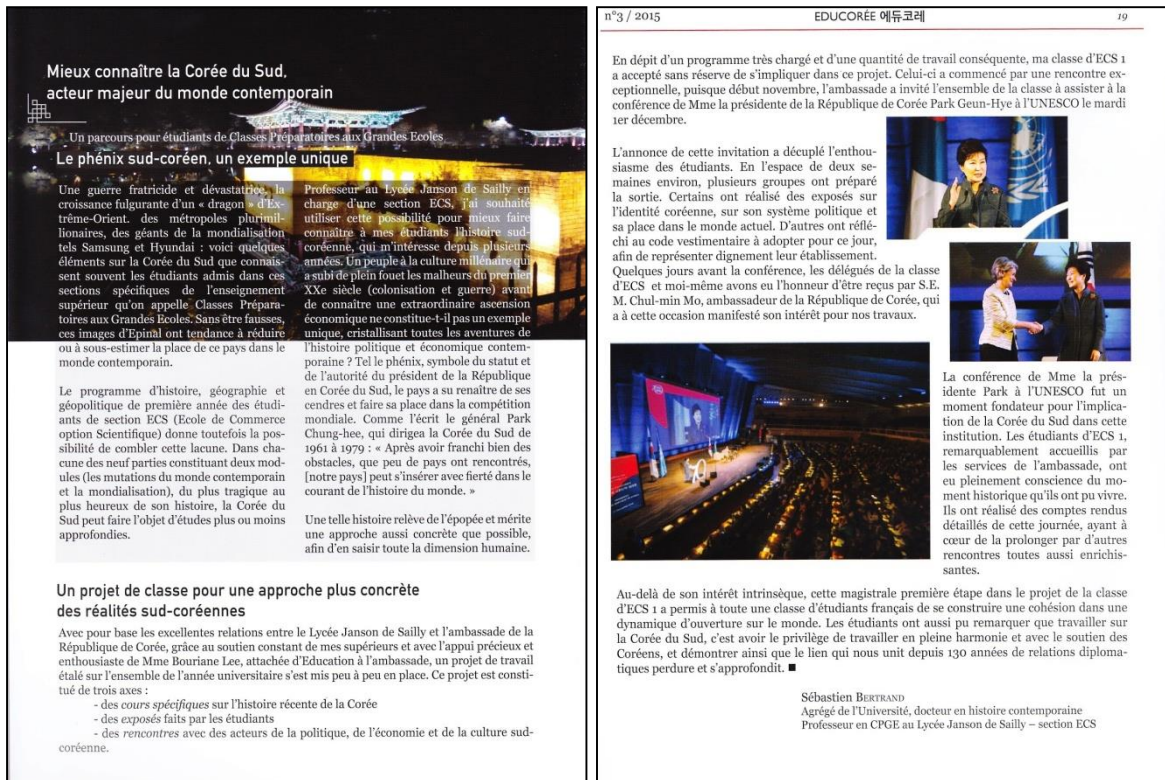 Mieux connaître la Corée du Sud,
acteur majeur du monde contemporain
Un parcours pour étudiants de Classes Préparatoires aux Grandes Ecoles
Le phénix sud-coréen, un exemple unique
Une guerre fratricide et dévastatrice, la
croissance fulgurante d'un « dragon » d'Ex-
trême-Orient. des métropoles plurimil-
lionaires, des géants de la mondialisation
tels Samsung et Hyundai : voici quelques
éléments sur la Corée du Sud que connais-
sent souvent les étudiants admis dans ces
sections spécifiques de l'enseignement
supérieur qu'on appelle Classes Prépara-
toires aux Grandes Ecoles. Sans être fausses,
ces images d'Epinal ont tendance à réduire
ou à sous-estimer la place de ce pays dans le
monde contemporain.
Le programme d'histoire, géographie et
géopolitique de première année des étudi-
ants de section ECS (Ecole de Commerce
option Scientifique) donne toutefois la pos-
sibilité de combler cette lacune. Dans cha-
cune des neuf parties constituant deux mod-
ules (les mutations du monde contemporain
et la mondialisation), du plus tragique au
plus heureux de son histoire, la Corée du
Sud peut faire l'objet d'études plus ou moins
approfondies.
Professeur au Lycée Janson de Sailly en
charge d'une section ECS, j'ai souhaité
utiliser cette possibilité pour mieux faire
connaître à mes étudiants l'histoire sud-
coréenne, qui m'intéresse depuis plusieurs
années. Un peuple à la culture millénaire qui
a subi de plein fouet les malheurs du premier
XXe siècle (colonisation et guerre) avant
de connaître une extraordinaire ascension
économique ne constitue-t-il pas un exemple
unique, cristallisant toutes les aventures de
l'histoire politique et économique contem-
poraine ? Tel le phénix, symbole du statut et
de l'autorité du président de la République
en Corée du Sud, le pays a su renaître de ses
cendres et faire sa place dans la compétition
mondiale. Comme l'écrit le général Park
Chung-hee, qui dirigea la Corée du Sud de
1961 à 1979 : « Après avoir franchi bien des
obstacles, que peu de pays ont rencontrés,
[notre pays] peut s'insérer avec fierté dans le
courant de l'histoire du monde. »
Une telle histoire relève de l'épopée et mérite
une approche aussi concrète que possible,
afin d'en saisir toute la dimension humaine.
Un projet de classe pour une approche plus concrète
des réalités sud-coréennes
Avec pour base les excellentes relations entre le Lycée Janson de Sailly et l'ambassade de la
République de Corée, grâce au soutien constant de mes supérieurs et avec l'appui précieux et
enthousiaste de Mme Bouriane Lee, attachée d'Education à l'ambassade, un projet de travail
étalé sur l'ensemble de l'année universitaire s'est mis peu à peu en place. Ce projet est consti-
tué de trois axes :
- des cours spécifiques sur l'histoire récente de la Corée
- des exposés faits par les étudiants
- des rencontres avec des acteurs de la politique, de l'économie et de la culture sud-
coréenne.
n°3 / 2015 EDUCORÉE 에듀코레 19
En dépit d'un programme très chargé et d'une quantité de travail conséquente, ma classe d'ECS 1
a accepté sans réserve de s'impliquer dans ce projet. Celui-ci a commencé par une rencontre ex-
ceptionnelle, puisque début novembre, l'ambassade a invité l'ensemble de la classe à assister à la
conférence de Mme la présidente de la République de Corée Park Geun-Hye à l'UNESCO le mardi
1er décembre.
L'annonce de cette invitation a décuplé l'enthou-
siasme des étudiants. En l'espace de deux se-
maines environ, plusieurs groupes ont préparé
la sortie. Certains ont réalisé des exposés sur
l'identité coréenne, sur son système politique et
sa place dans le monde actuel. D'autres ont réflé-
chi au code vestimentaire à adopter pour ce jour,
afin de représenter dignement leur établissement.
Quelques jours avant la conférence, les délégués de la classe
d'ECS et moi-même avons eu l'honneur d'être reçus par S.E.
M. Chul-min Mo, ambassadeur de la République de Corée, qui
a à cette occasion manifesté son intérêt pour nos travaux.
La conférence de Mme la prés-
idente Park à l'UNESCO fut un
moment fondateur pour l'implica-
tion de la Corée du Sud dans cette
institution. Les étudiants d'ECS 1,
remarquablement accueillis par
les services de l'ambassade, ont
eu pleinement conscience du mo-
ment historique qu'ils ont pu vivre.
Ils ont réalisé des comptes rendus
détaillés de cette journée, ayant à
cœur de la prolonger par d'autres
rencontres toutes aussi enrichis-
santes.
Au-delà de son intérêt intrinsèque, cette magistrale première étape dans le projet de la classe
d'ECS 1 a permis à toute une classe d'étudiants français de se construire une cohésion dans une
dynamique d'ouverture sur le monde. Les étudiants ont aussi pu remarquer que travailler sur
la Corée du Sud, c'est avoir le privilège de travailler en pleine harmonie et avec le soutien des
Coréens, et démontrer ainsi que le lien qui nous unit depuis 130 années de relations diploma-
tiques perdure et s'approfondit. ■
Sébastien BERTRAND
Agrégé de l'Université, docteur en histoire contemporaine
Professeur en CPGE au Lycée Janson de Sailly – section ECS